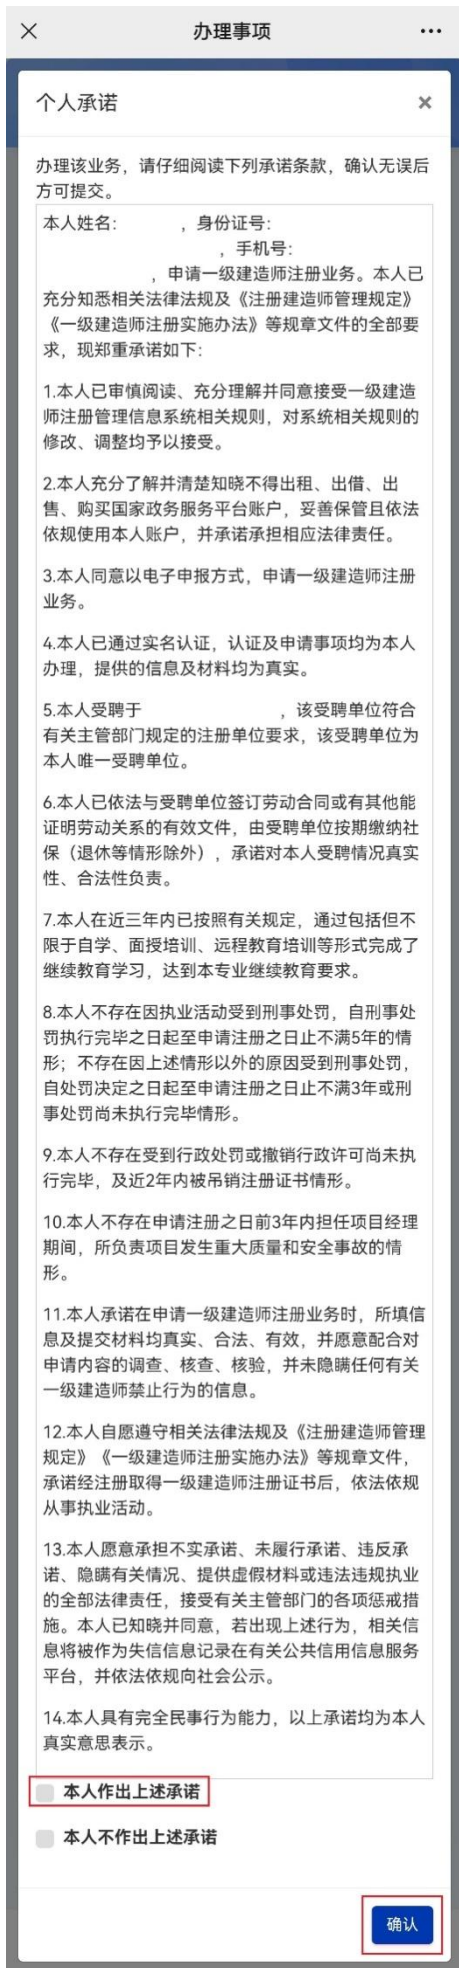 办理事项
个人承诺
办理该业务，请仔细阅读下列承诺条款，确认无误后
方可提交。
本人姓名：　　　，身份证号：
，手机号：
，申请一级建造师注册业务。本人已
充分知悉相关法律法规及《注册建造师管理规定》
《一级建造师注册实施办法》等规章文件的全部要
求，现郑重承诺如下：
1.本人已审慎阅读、充分理解并同意接受一级建造
师注册管理信息系统相关规则，对系统相关规则的
修改、调整均予以接受。
2.本人充分了解并清楚知晓不得出租、出借、出
售、购买国家政务服务平台账户，妥善保管且依法
依规使用本人账户，并承诺承担相应法律责任。
3.本人同意以电子申报方式，申请一级建造师注册
业务。
4.本人已通过实名认证，认证及申请事项均为本人
办理，提供的信息及材料均为真实。
5.本人受聘于　　　　　　　，该受聘单位符合
有关主管部门规定的注册单位要求，该受聘单位为
本人唯一受聘单位。
6.本人已依法与受聘单位签订劳动合同或有其他能
证明劳动关系的有效文件，由受聘单位按期缴纳社
保（退休等情形除外），承诺对本人受聘情况真实
性、合法性负责。
7.本人在近三年内已按照有关规定，通过包括但不
限于自学、面授培训、远程教育培训等形式完成了
继续教育学习，达到本专业继续教育要求。
8.本人不存在因执业活动受到刑事处罚，自刑事处
罚执行完毕之日起至申请注册之日止不满5年的情
形；不存在因上述情形以外的原因受到刑事处罚，
自处罚决定之日起至申请注册之日止不满3年或刑
事处罚尚未执行完毕情形。
9.本人不存在受到行政处罚或撤销行政许可尚未执
行完毕，及近2年内被吊销注册证书情形。
10.本人不存在申请注册之日前3年内担任项目经理
期间，所负责项目发生重大质量和安全事故的情
形。
11.本人承诺在申请一级建造师注册业务时，所填信
息及提交材料均真实、合法、有效，并愿意配合对
申请内容的调查、核查、核验，并未隐瞒任何有关
一级建造师禁止行为的信息。
12.本人自愿遵守相关法律法规及《注册建造师管理
规定》《一级建造师注册实施办法》等规章文件，
承诺经注册取得一级建造师注册证书后，依法依规
从事执业活动。
13.本人愿意承担不实承诺、未履行承诺、违反承
诺、隐瞒有关情况、提供虚假材料或违法违规执业
的全部法律责任，接受有关主管部门的各项惩戒措
施。本人已知晓并同意，若出现上述行为，相关信
息将被作为失信信息记录在有关公共信用信息服务
平台，并依法依规向社会公示。
14.本人具有完全民事行为能力，以上承诺均为本人
真实意思表示。
本人作出上述承诺
本人不作出上述承诺
确认